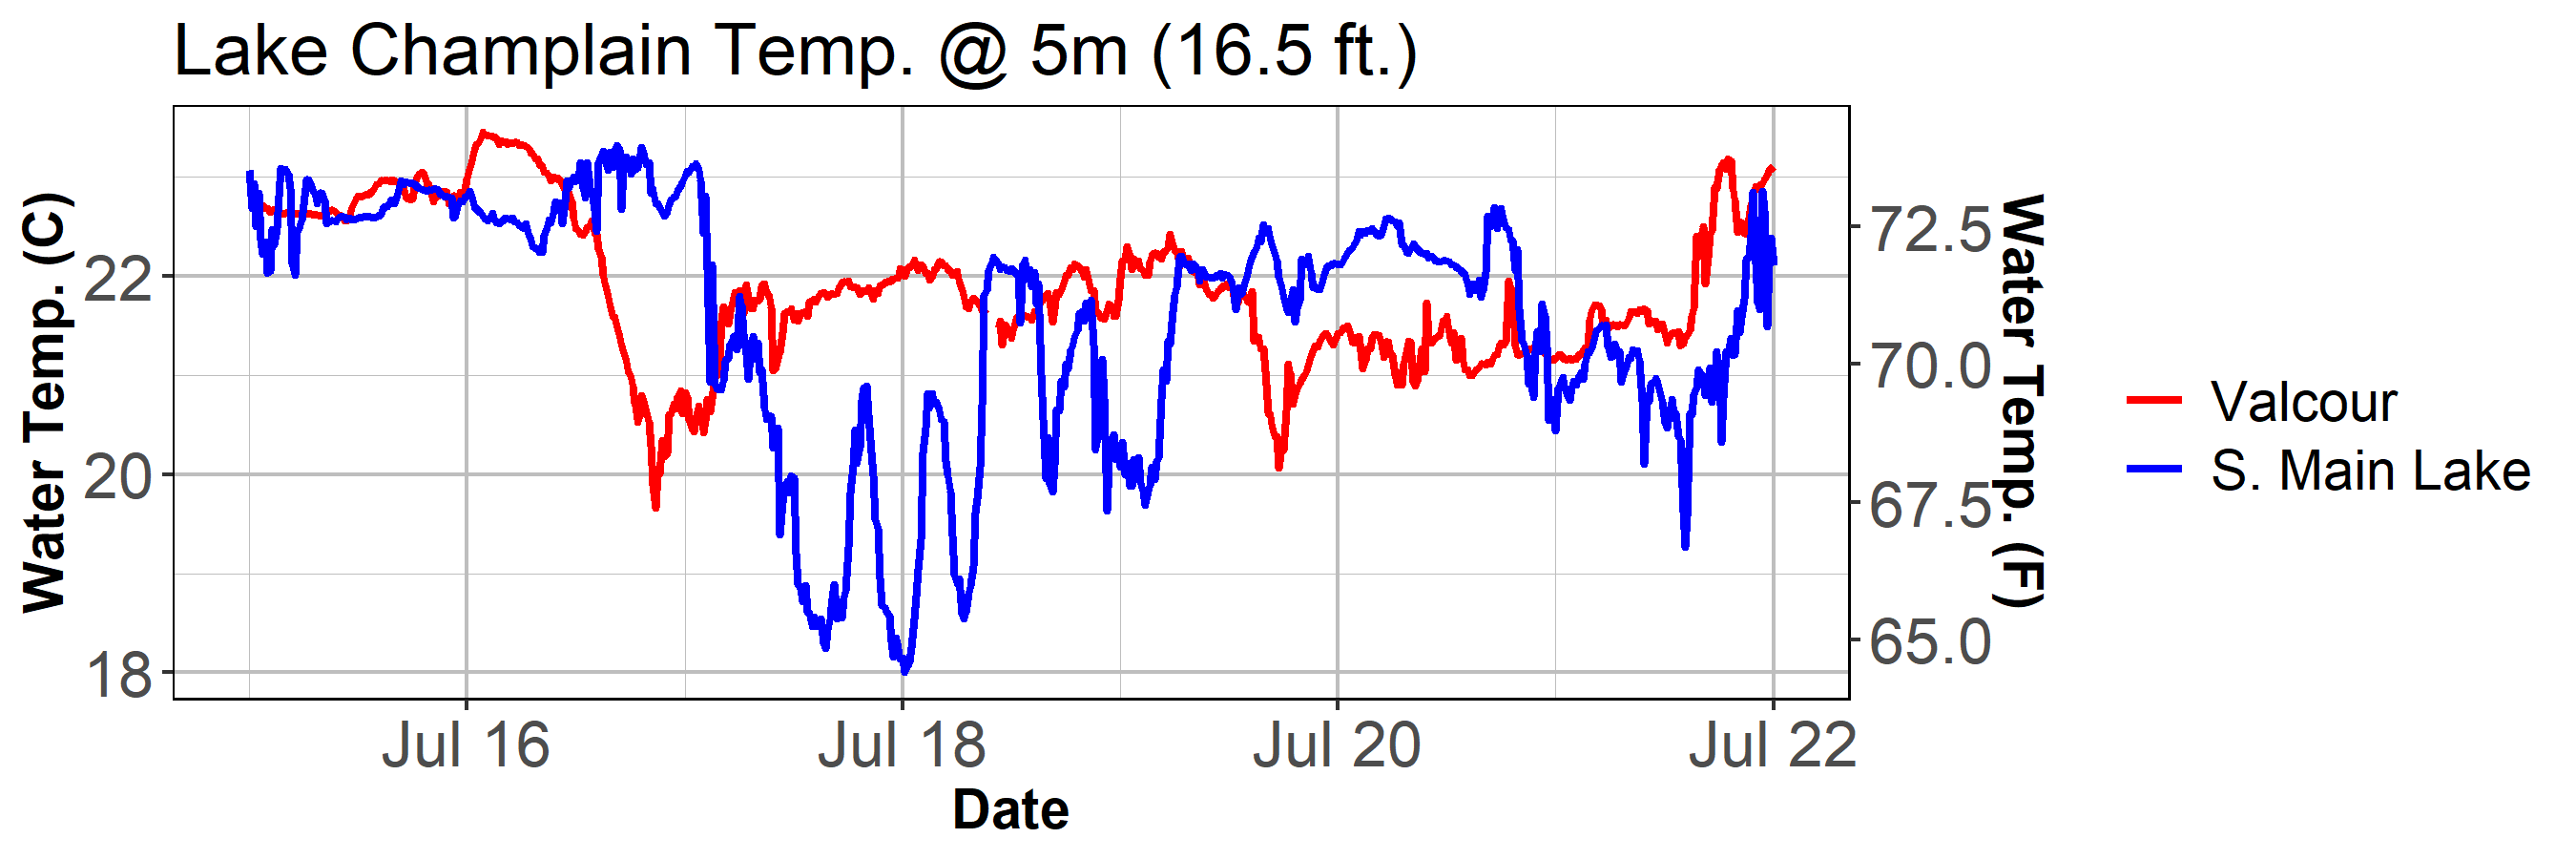 Lake Champlain Temp. @ 5m (16.5 ft.)
Water Temp. (C)
22
20
18
72.5
70.0
67.5
65.0
Water Temp. (F)
Jul 16
Jul 18
Jul 20
Jul 22
Date
Valcour
S. Main Lake